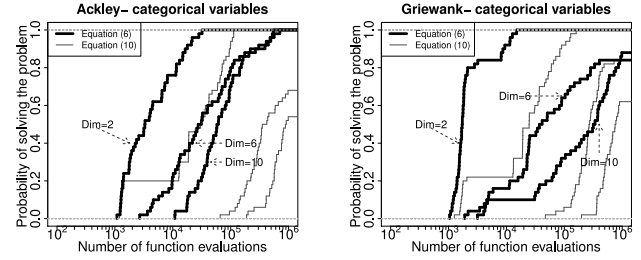 Ackley− categorical variables
Probability of solving the problem
0.0 0.2 0.4 0.6 0.8 1.0
Equation (6)
Equation (10)
Dim=2
Dim=6
Dim=10
10^2 10^3 10^4 10^5 10^6
Number of function evaluations
Griewank− categorical variables
Probability of solving the problem
0.0 0.2 0.4 0.6 0.8 1.0
Equation (6)
Equation (10)
Dim=6
Dim=2
Dim=10
10^2 10^3 10^4 10^5 10^6
Number of function evaluations